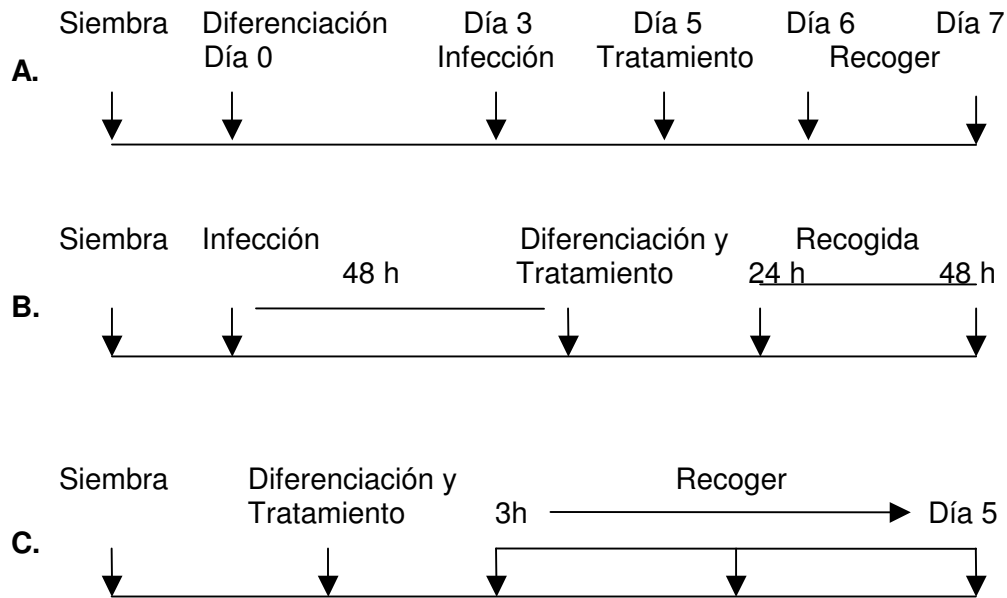 Siembra Diferenciación Día 3 Día 5 Día 6 Día 7
Día 0 Infección Tratamiento Recoger
A.
Siembra Infección Diferenciación y Recogida
48 h Tratamiento 24 h 48 h
B.
Siembra Diferenciación y Recoger
Tratamiento 3h Día 5
C.